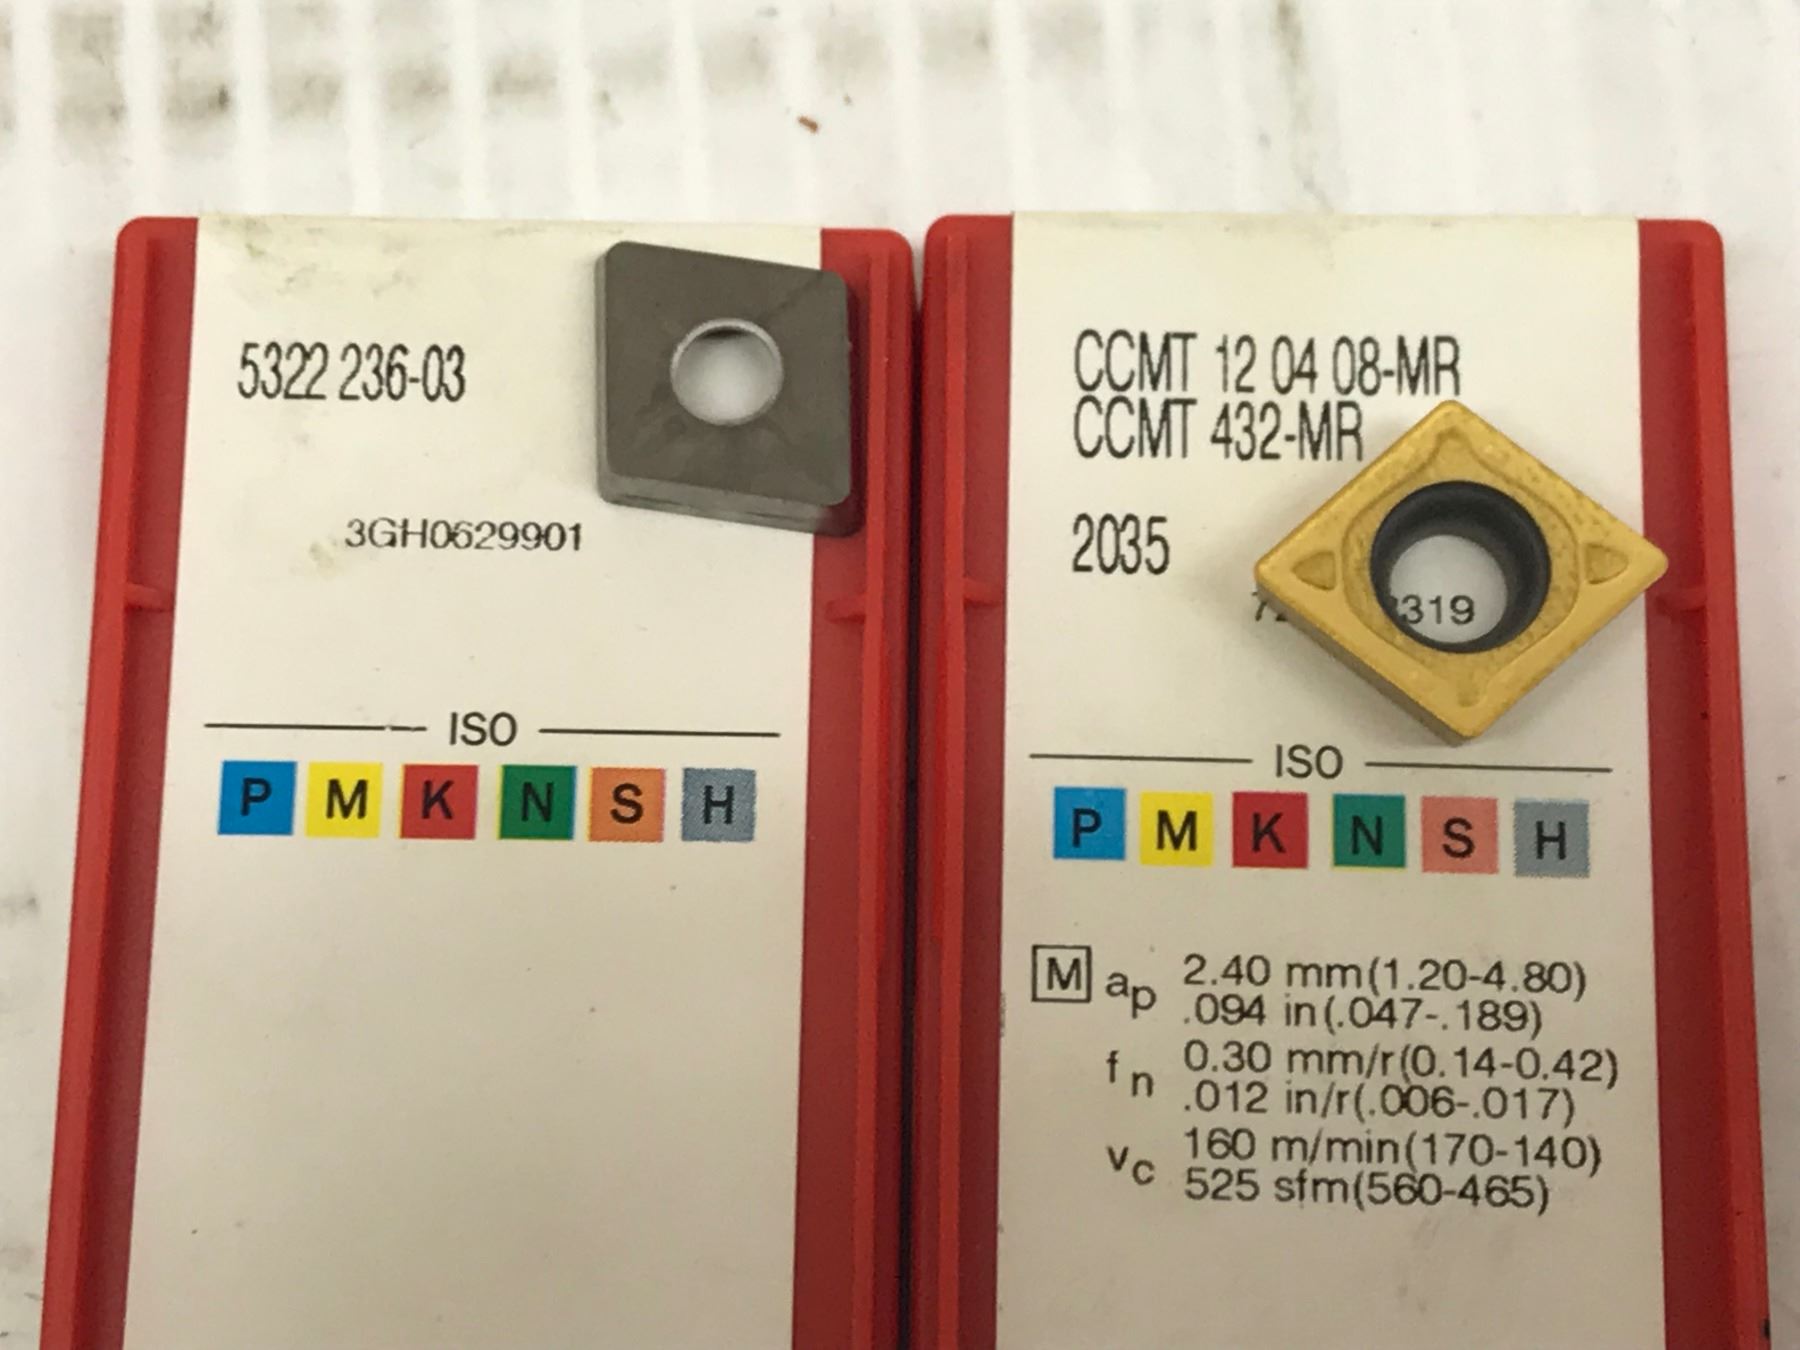 5322 236-03
3GH0629901
ISO
P M K N S H
CCMT 12 04 08-MR
CCMT 432-MR
2035
319
ISO
P M K N S H
M ap 2.40 mm(1.20-4.80)
.094 in(.047-.189)
fn 0.30 mm/r(0.14-0.42)
.012 in/r(.006-.017)
vc 160 m/min(170-140)
525 sfm(560-465)